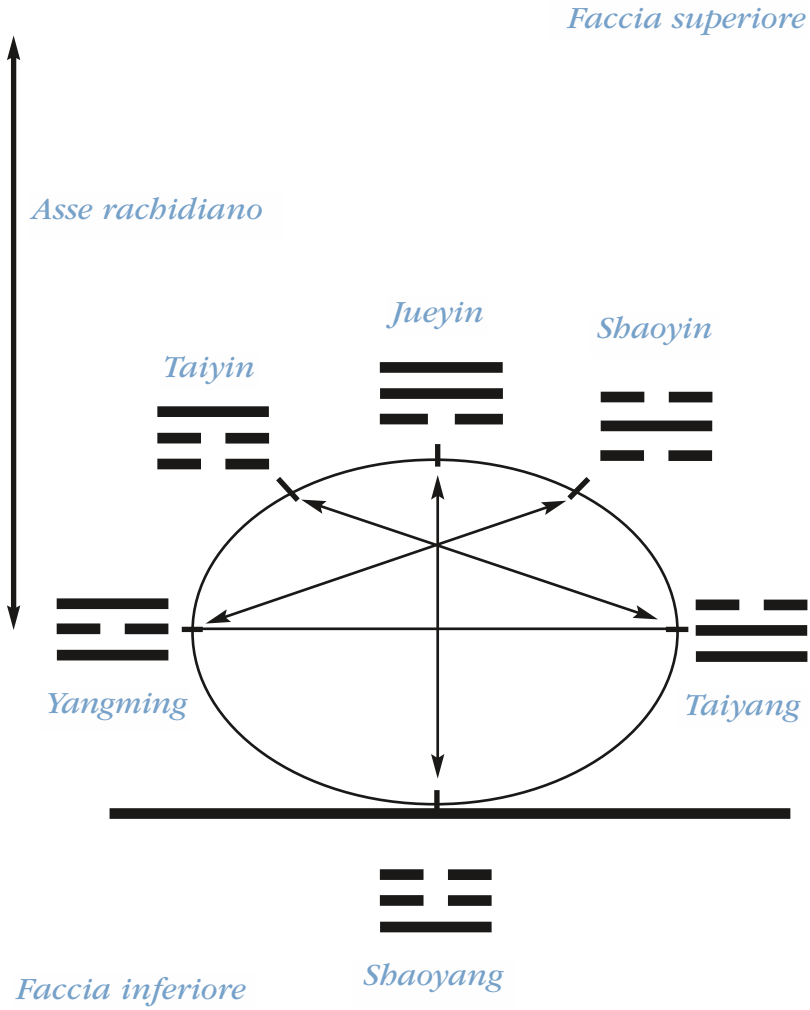 Faccia superiore
Asse rachidiano
Jueyin
Shaoyin
Taiyin
Yangming
Taiyang
Shaoyang
Faccia inferiore